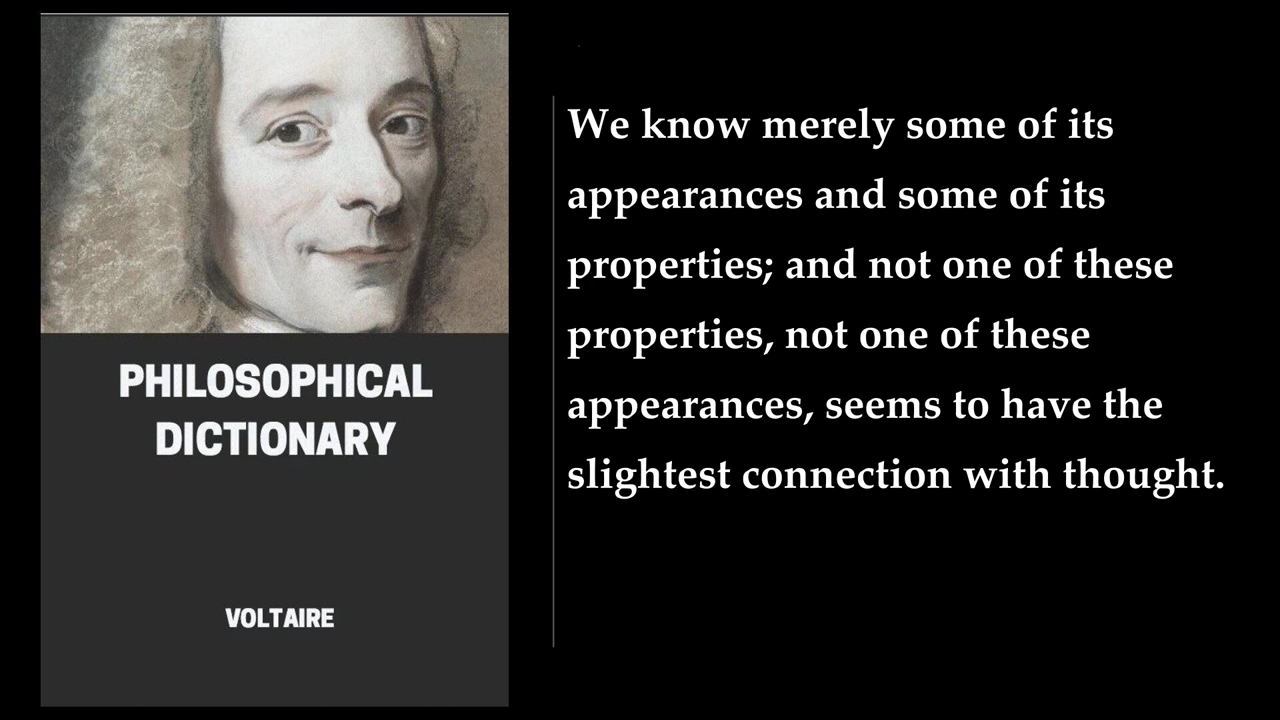 PHILOSOPHICAL
DICTIONARY
VOLTAIRE
We know merely some of its
appearances and some of its
properties; and not one of these
properties, not one of these
appearances, seems to have the
slightest connection with thought.